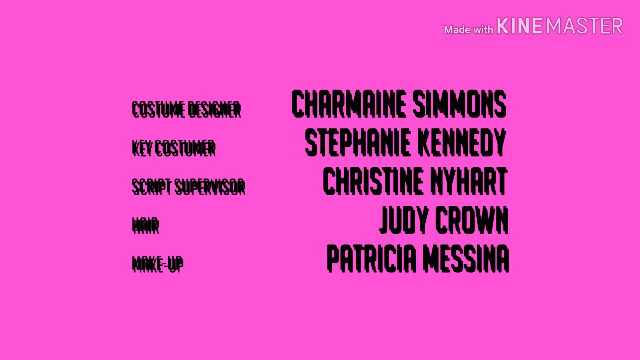 Made with KINEMASTER
COSTUME DESIGNER CHARMAINE SIMMONS
KEY COSTUMER STEPHANIE KENNEDY
SCRIPT SUPERVISOR CHRISTINE NYHART
HAIR JUDY CROWN
MAKE-UP PATRICIA MESSINA